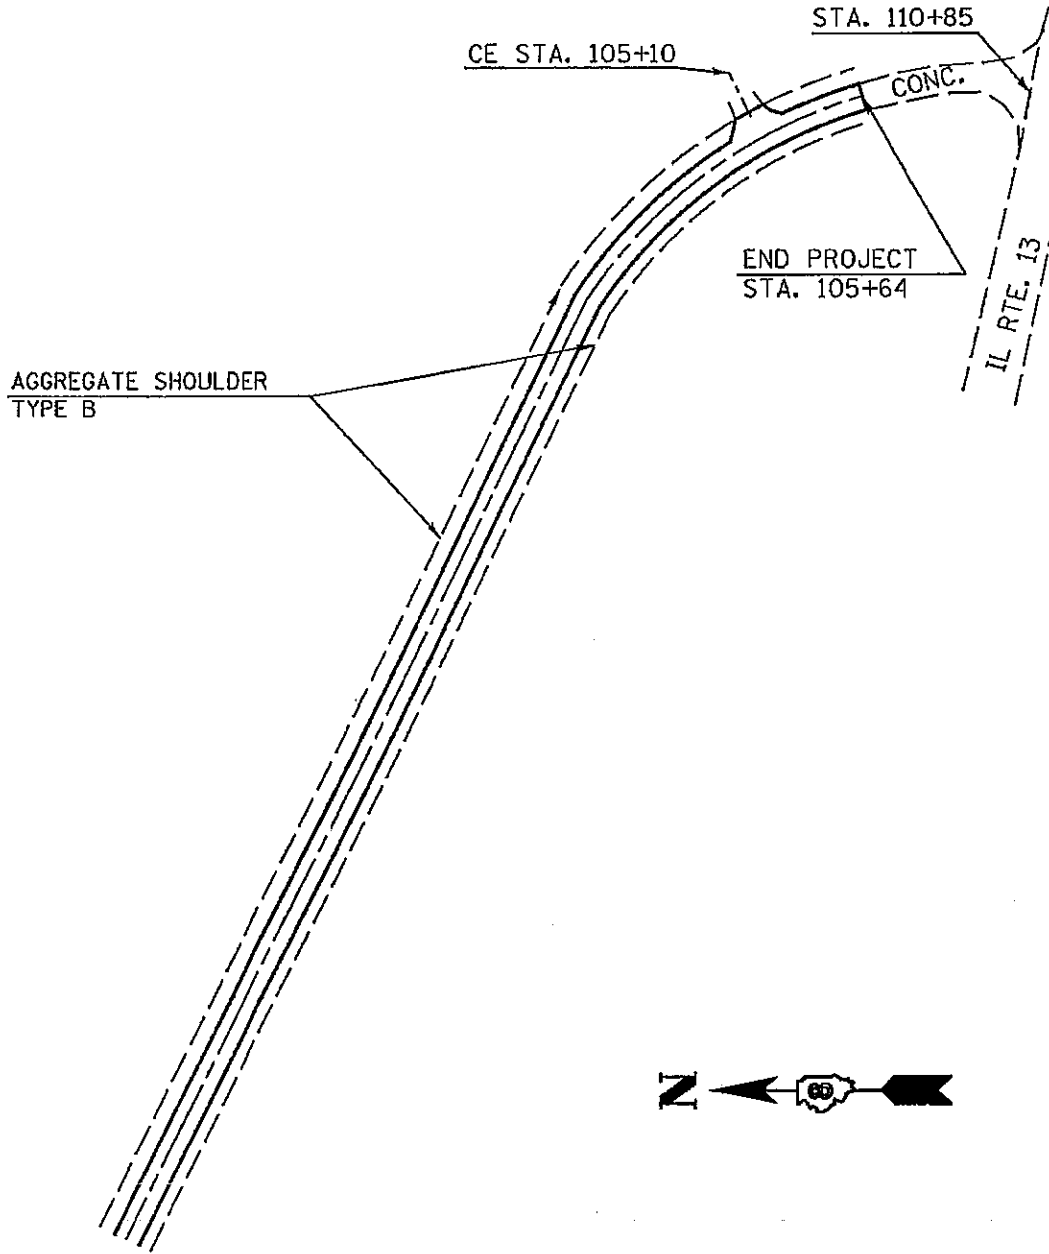 STA. 110+85
CE STA. 105+10
CONC.
END PROJECT
STA. 105+64
IL RTE. 13
AGGREGATE SHOULDER
TYPE B
N